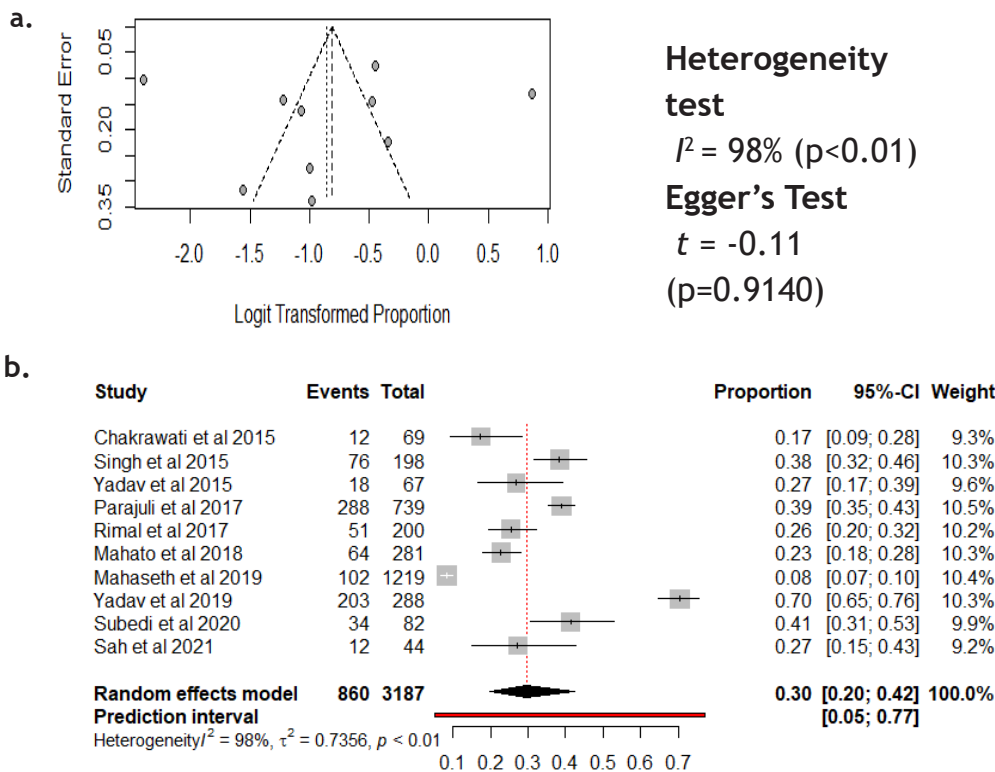 a.
Standard Error
0.05
0.20
0.35
-2.0 -1.5 -1.0 -0.5 0.0 0.5 1.0
Logit Transformed Proportion
Heterogeneity
test
I² = 98% (p<0.01)
Egger’s Test
t = -0.11
(p=0.9140)
b.
Study Events Total Proportion 95%-CI Weight
Chakrawati et al 2015 12 69 0.17 [0.09; 0.28] 9.3%
Singh et al 2015 76 198 0.38 [0.32; 0.46] 10.3%
Yadav et al 2015 18 67 0.27 [0.17; 0.39] 9.6%
Parajuli et al 2017 288 739 0.39 [0.35; 0.43] 10.5%
Rimal et al 2017 51 200 0.26 [0.20; 0.32] 10.2%
Mahato et al 2018 64 281 0.23 [0.18; 0.28] 10.3%
Mahaseth et al 2019 102 1219 0.08 [0.07; 0.10] 10.4%
Yadav et al 2019 203 288 0.70 [0.65; 0.76] 10.3%
Subedi et al 2020 34 82 0.41 [0.31; 0.53] 9.9%
Sah et al 2021 12 44 0.27 [0.15; 0.43] 9.2%
Random effects model 860 3187 0.30 [0.20; 0.42] 100.0%
Prediction interval [0.05; 0.77]
Heterogeneity I² = 98%, τ² = 0.7356, p < 0.01
0.1 0.2 0.3 0.4 0.5 0.6 0.7